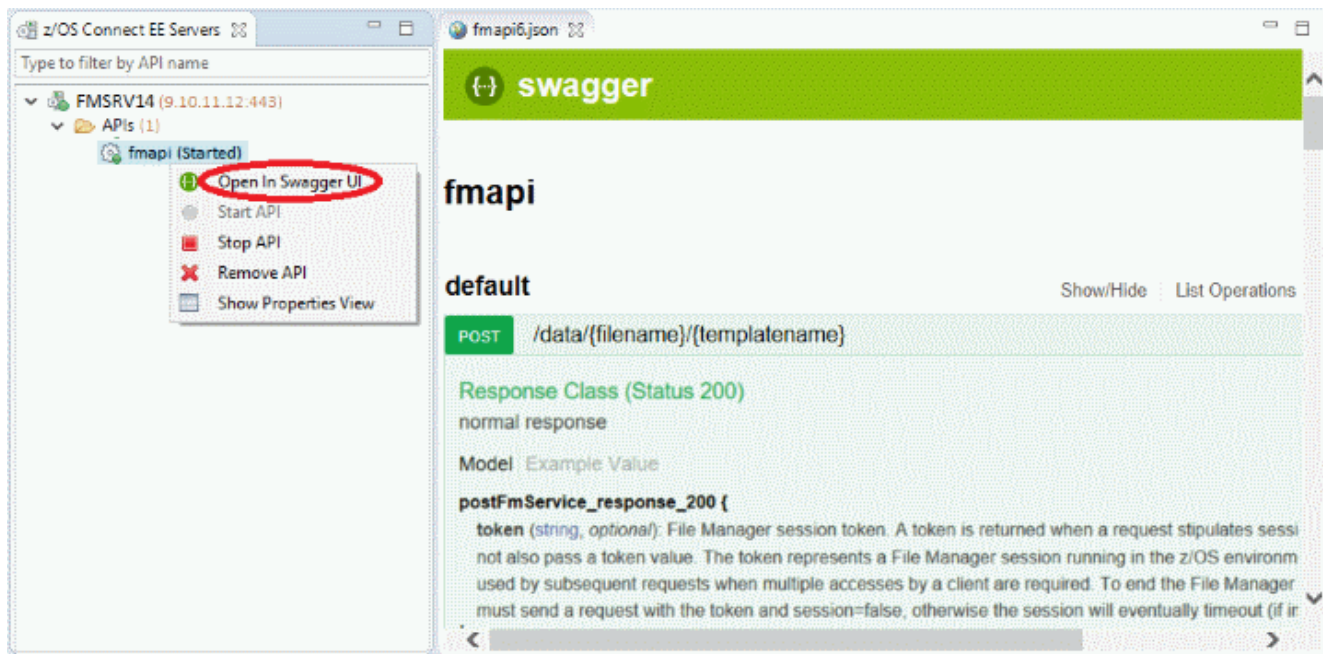 z/OS Connect EE Servers
Type to filter by API name
FMSRV14 (9.10.11.12:443)
APIs (1)
fmapi (Started)
Open In Swagger UI
Start API
Stop API
Remove API
Show Properties View
fmapi6.json
{···} swagger
fmapi
default
Show/Hide List Operations
POST /data/{filename}/{templatename}
Response Class (Status 200)
normal response
Model Example Value
postFmService_response_200 {
token (string, optional): File Manager session token. A token is returned when a request stipulates sessi
not also pass a token value. The token represents a File Manager session running in the z/OS environm
used by subsequent requests when multiple accesses by a client are required. To end the File Manager
must send a request with the token and session=false, otherwise the session will eventually timeout (if ir